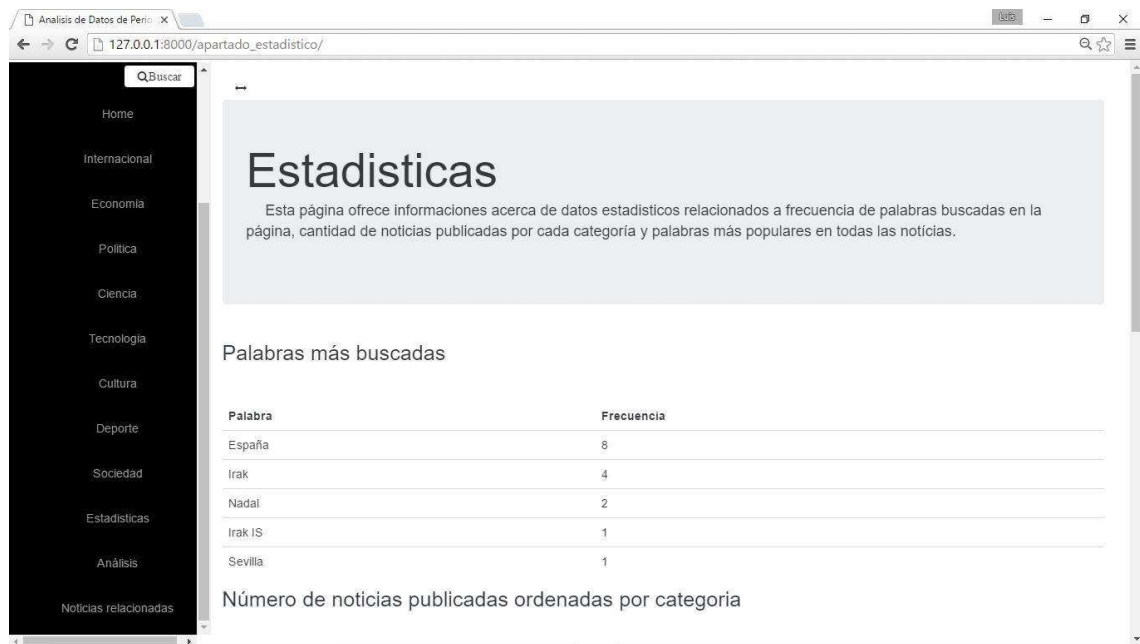 Analisis de Datos de Perio
Luis
127.0.0.1:8000/apartado_estadistico/
Buscar
Home
Internacional
Economía
Política
Ciencia
Tecnología
Cultura
Deporte
Sociedad
Estadisticas
Análisis
Noticias relacionadas
Estadisticas
Esta página ofrece informaciones acerca de datos estadisticos relacionados a frecuencia de palabras buscadas en la
página, cantidad de noticias publicadas por cada categoría y palabras más populares en todas las notícias.
Palabras más buscadas
Palabra Frecuencia
España 8
Irak 4
Nadal 2
Irak IS 1
Sevilla 1
Número de noticias publicadas ordenadas por categoria